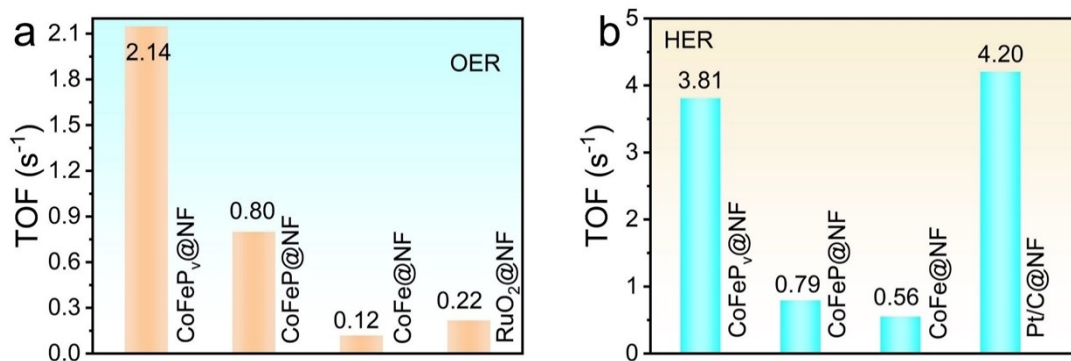 a
OER
TOF (s⁻¹)
2.1
1.8
1.5
1.2
0.9
0.6
0.3
0.0
2.14
CoFePᵥ@NF
0.80
CoFeP@NF
0.12
CoFe@NF
0.22
RuO₂@NF
b
HER
TOF (s⁻¹)
5
4
3
2
1
0
3.81
CoFePᵥ@NF
0.79
CoFeP@NF
0.56
CoFe@NF
4.20
Pt/C@NF